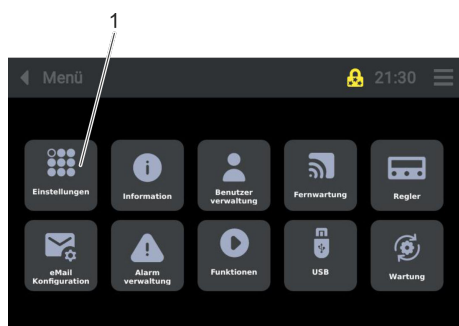 1
Menü
21:30
Einstellungen
Information
Benutzer
verwaltung
Fernwartung
Regler
eMail
Konfiguration
Alarm
verwaltung
Funktionen
USB
Wartung